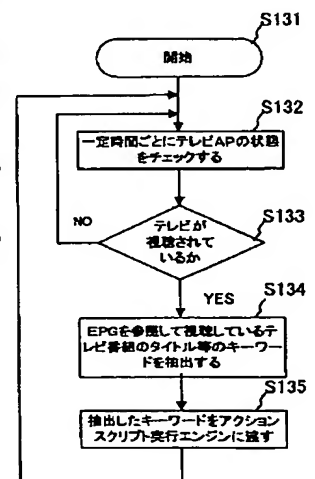 S131
開始
S132
一定時間ごとにテレビAPの状態
をチェックする
S133
テレビが
視聴されて
いるか
NO
YES
S134
EPGを参照して視聴しているテ
レビ番組のタイトル等のキーワー
ドを抽出する
S135
抽出したキーワードをアクション
スクリプト実行エンジンに渡す